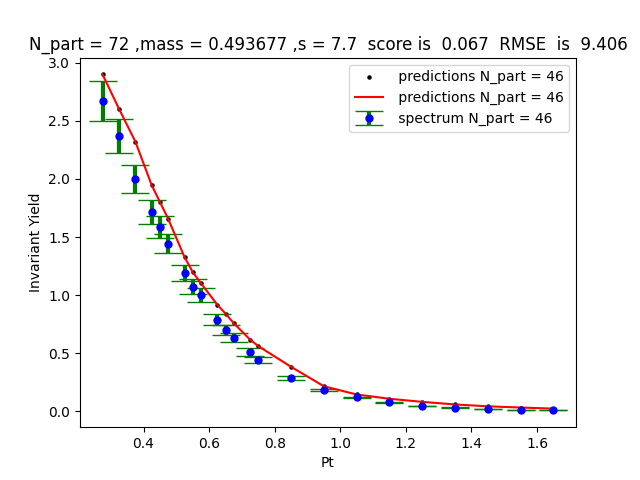 N_part = 72 ,mass = 0.493677 ,s = 7.7  score is  0.067  RMSE  is  9.406
predictions N_part = 46
predictions N_part = 46
spectrum N_part = 46
Invariant Yield
3.0
2.5
2.0
1.5
1.0
0.5
0.0
0.4 0.6 0.8 1.0 1.2 1.4 1.6
Pt